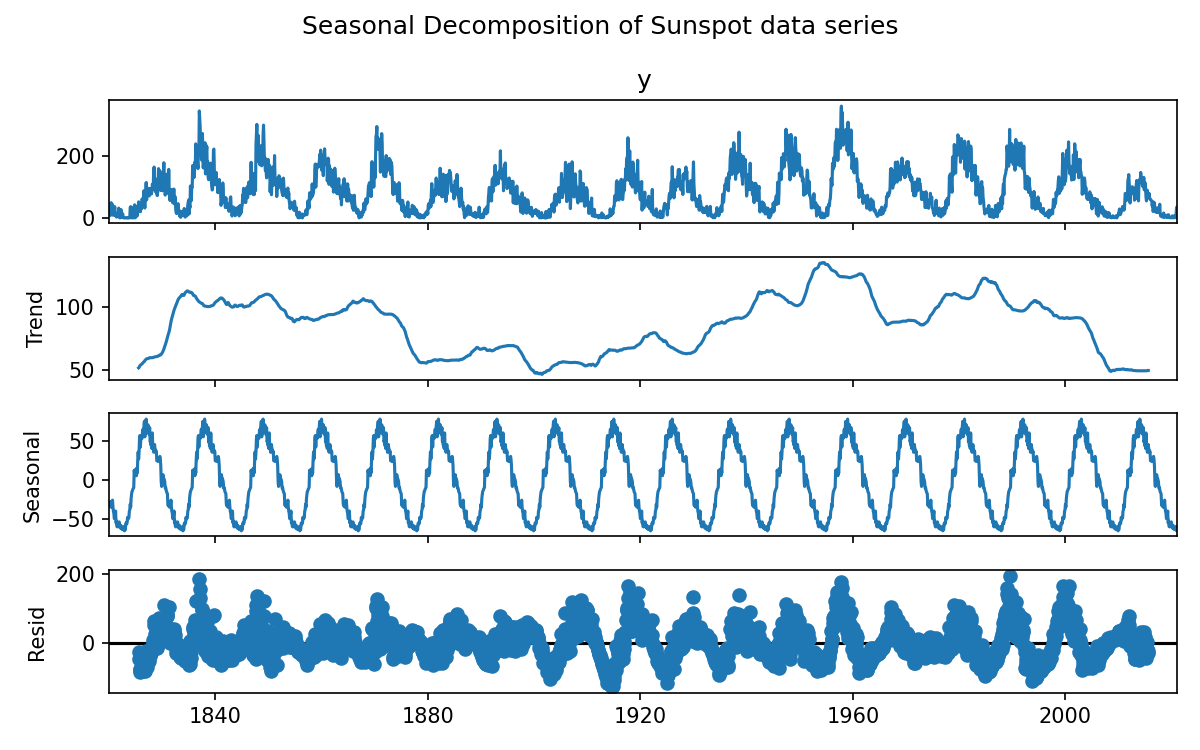 Seasonal Decomposition of Sunspot data series
y
200
0
Trend
100
50
Seasonal
50
0
−50
Resid
200
0
1840 1880 1920 1960 2000